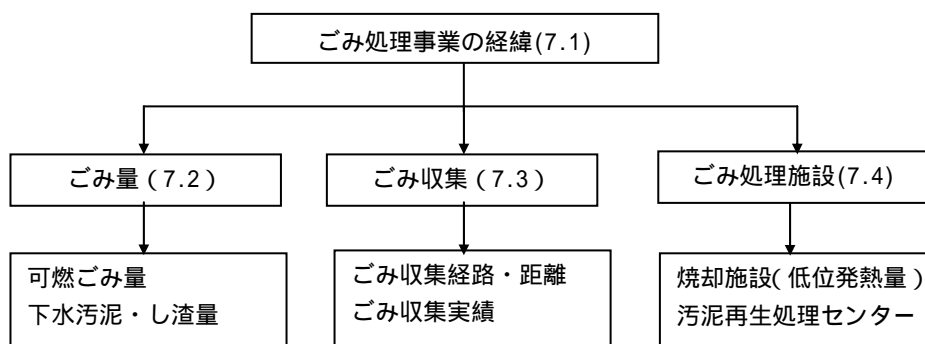 ごみ処理事業の経緯(7.1)
ごみ量(7.2)
ごみ収集(7.3)
ごみ処理施設(7.4)
可燃ごみ量
下水汚泥・し渣量
ごみ収集経路・距離
ごみ収集実績
焼却施設(低位発熱量)
汚泥再生処理センター